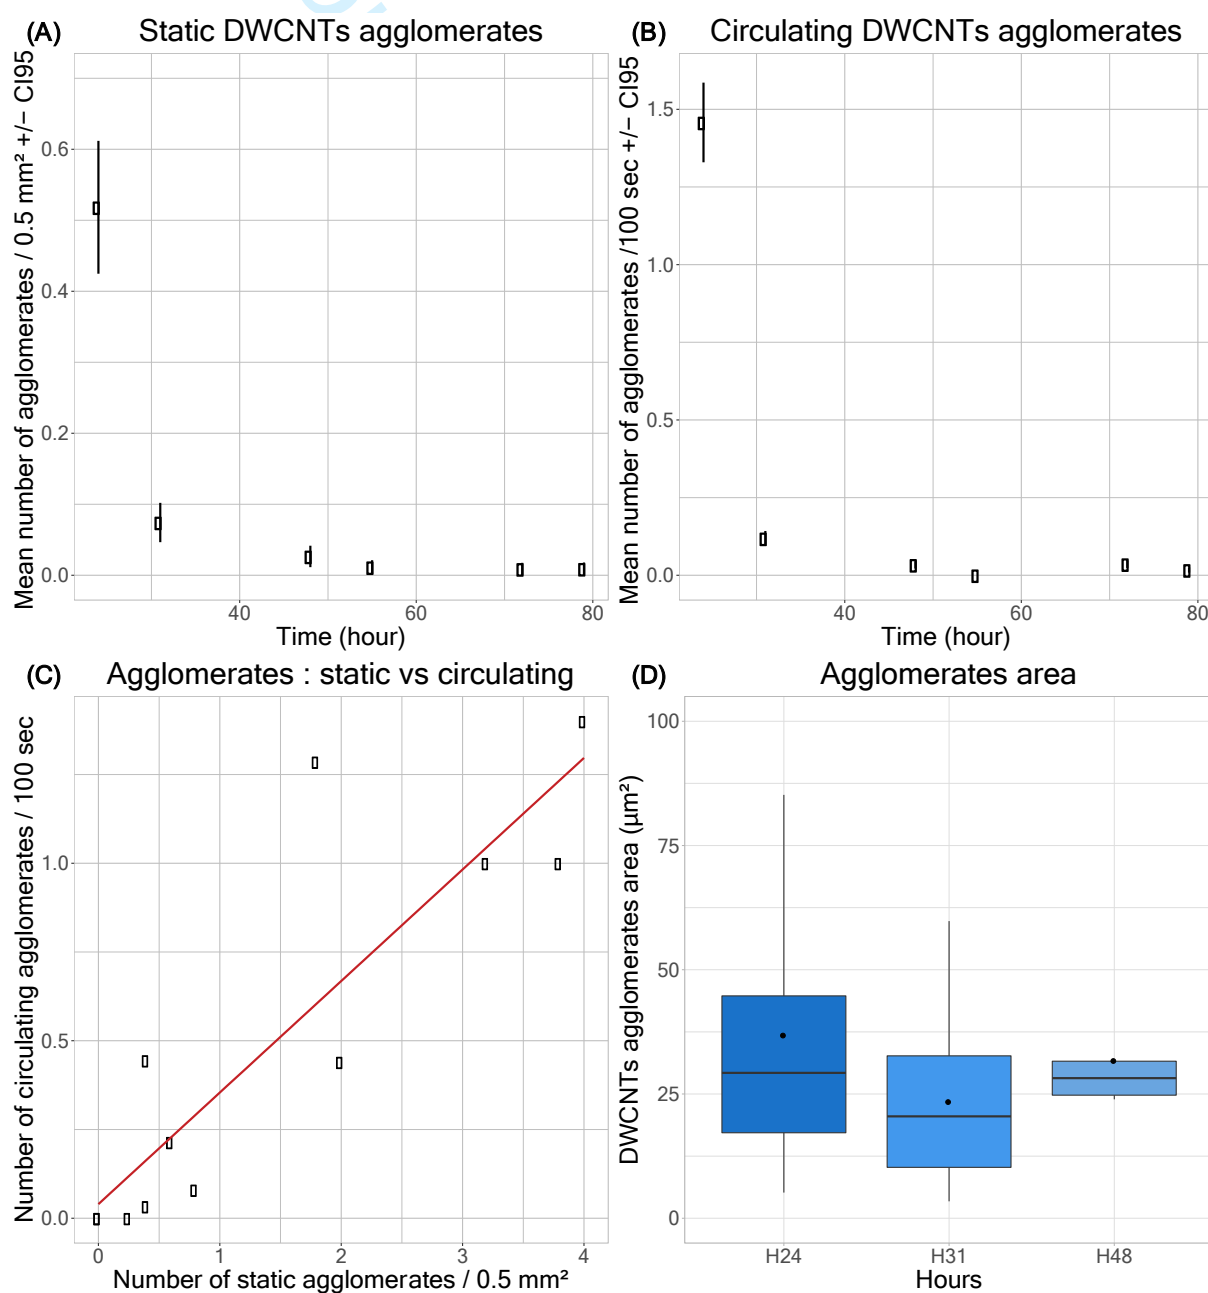 (A) Static DWCNTs agglomerates
Mean number of agglomerates / 0.5 mm² +/− CI95
0.6
0.4
0.2
0.0
40 60 80
Time (hour)
(B) Circulating DWCNTs agglomerates
Mean number of agglomerates /100 sec +/− CI95
1.5
1.0
0.5
0.0
40 60 80
Time (hour)
(C) Agglomerates : static vs circulating
Number of circulating agglomerates / 100 sec
1.0
0.5
0.0
0 1 2 3 4
Number of static agglomerates / 0.5 mm²
(D) Agglomerates area
DWCNTs agglomerates area (µm²)
100
75
50
25
0
H24 H31 H48
Hours